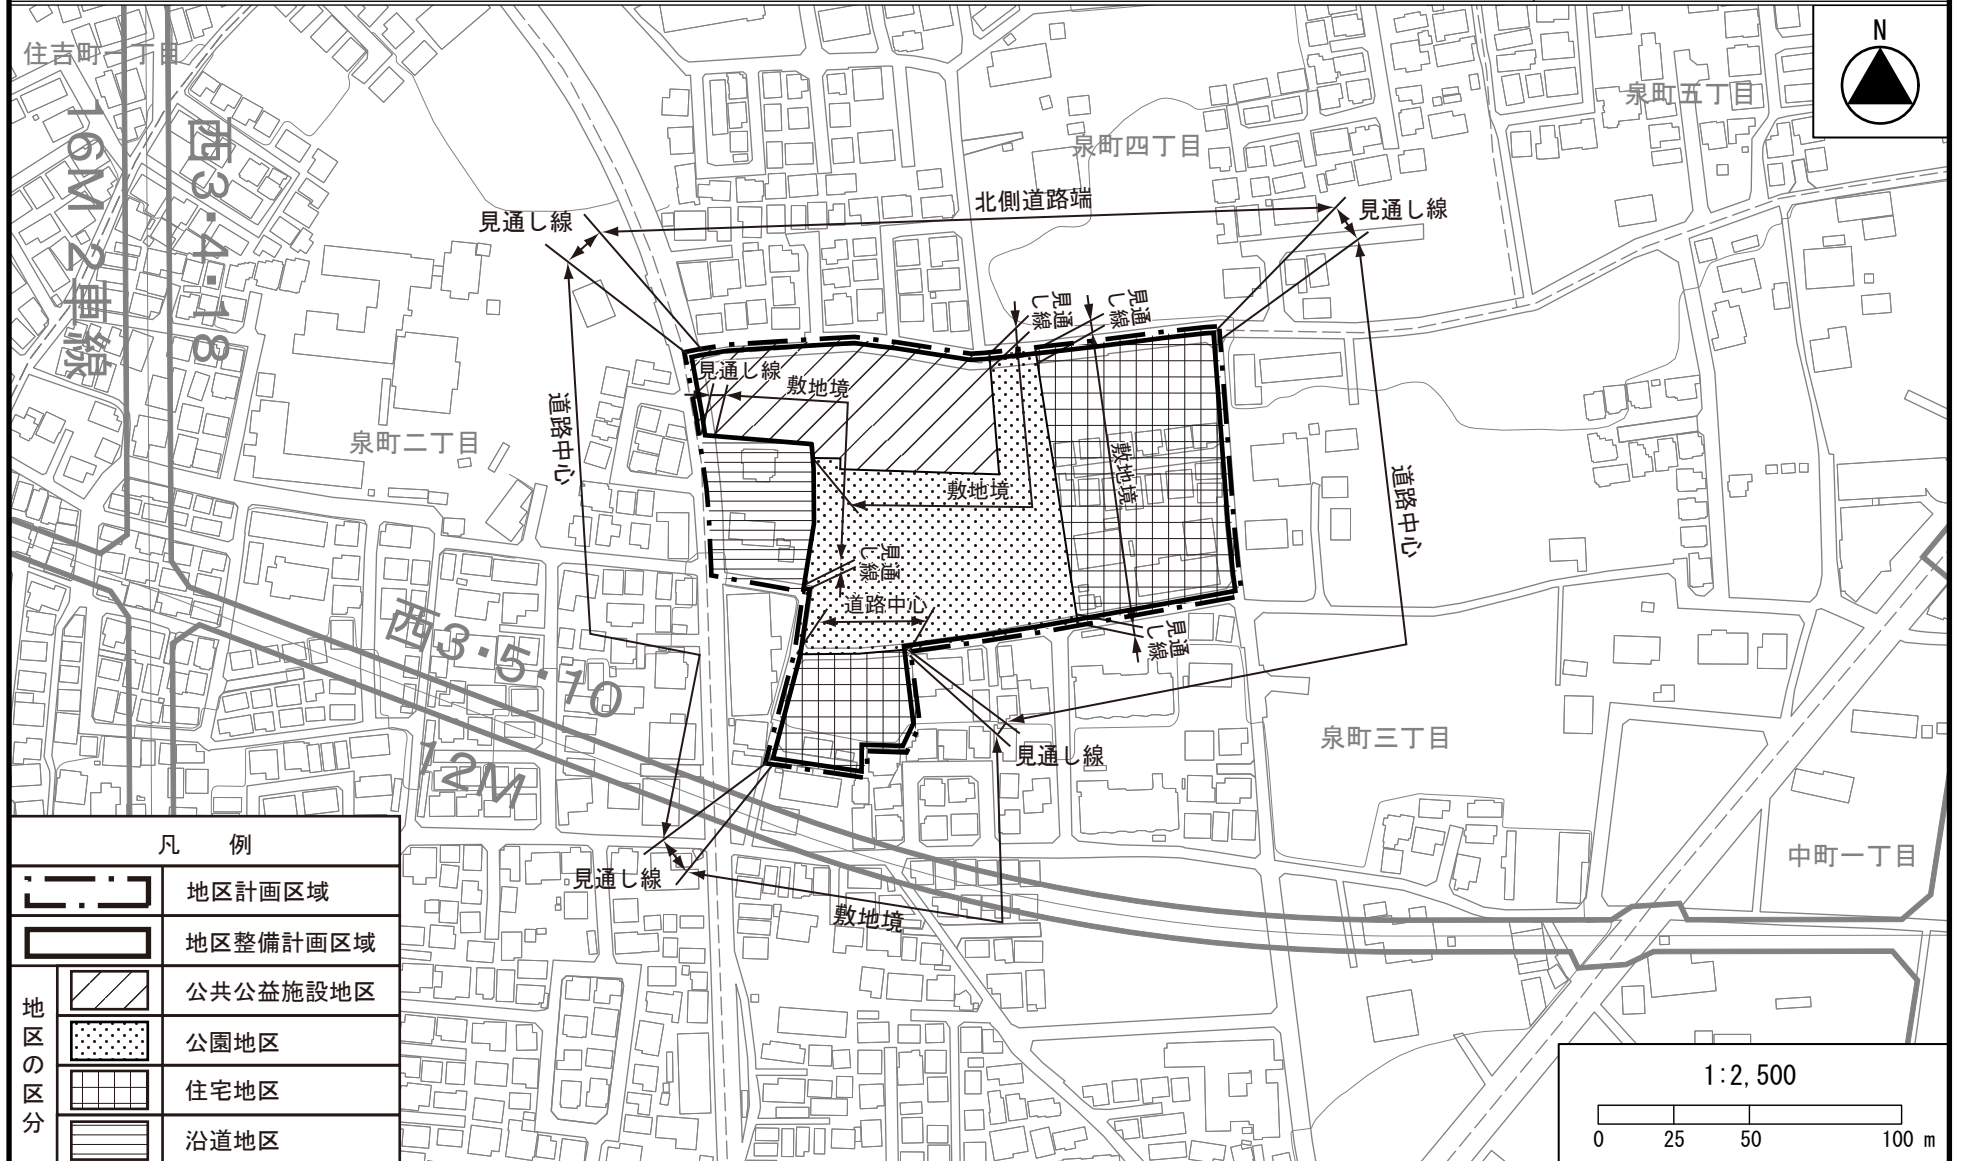 住吉町一丁目
西3・4・18
16M 2車線
N
泉町五丁目
泉町四丁目
北側道路端
見通し線
見通し線
見通し線
見通し線
見通し線
敷地境
道路中心
泉町二丁目
敷地境
敷地境
道路中心
見通し線
道路中心
見通し線
西3・5・10
12M
泉町三丁目
見通し線
見通し線
敷地境
中町一丁目
凡 例
地区計画区域
地区整備計画区域
地区の区分
公共公益施設地区
公園地区
住宅地区
沿道地区
1:2,500
0 25 50 100 m